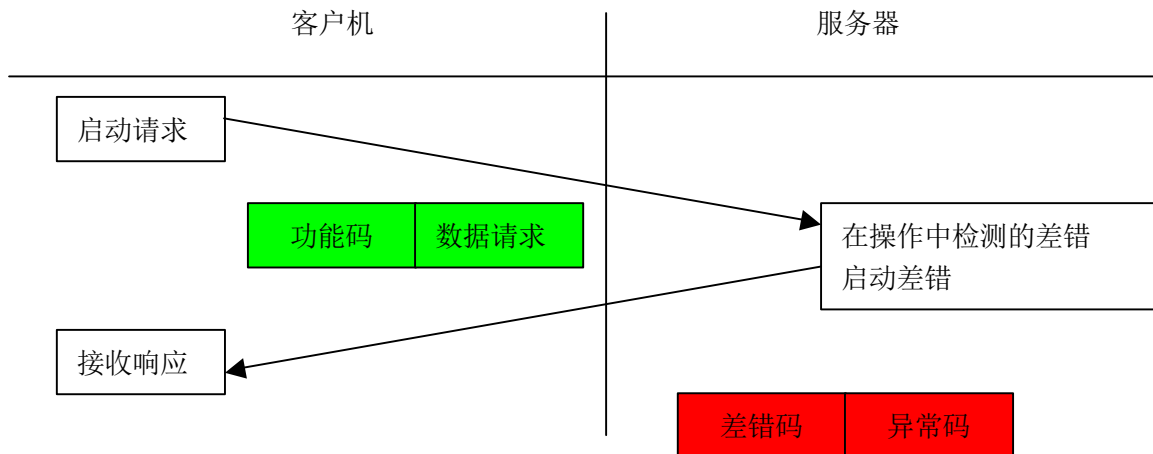 客户机
服务器
启动请求
功能码
数据请求
在操作中检测的差错
启动差错
接收响应
差错码
异常码